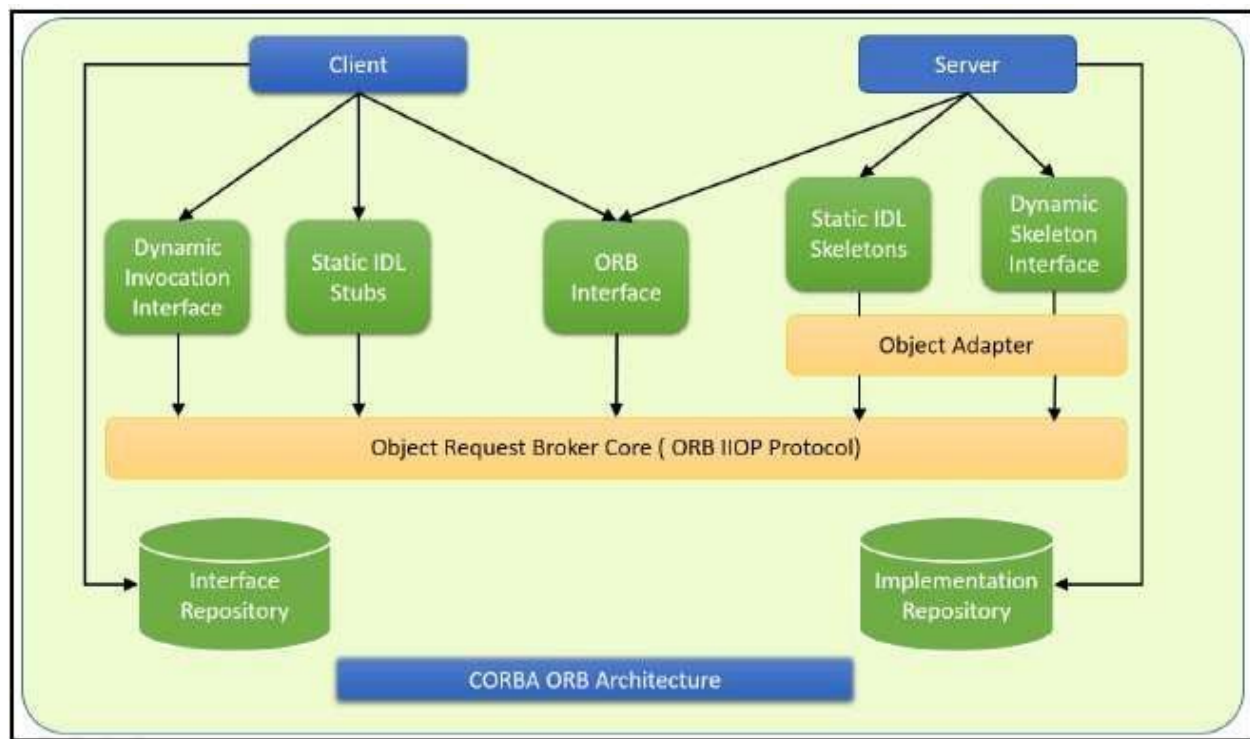 Client
Server
Dynamic
Invocation
Interface
Static IDL
Stubs
ORB
Interface
Static IDL
Skeletons
Dynamic
Skeleton
Interface
Object Adapter
Object Request Broker Core ( ORB IIOP Protocol)
Interface
Repository
Implementation
Repository
CORBA ORB Architecture